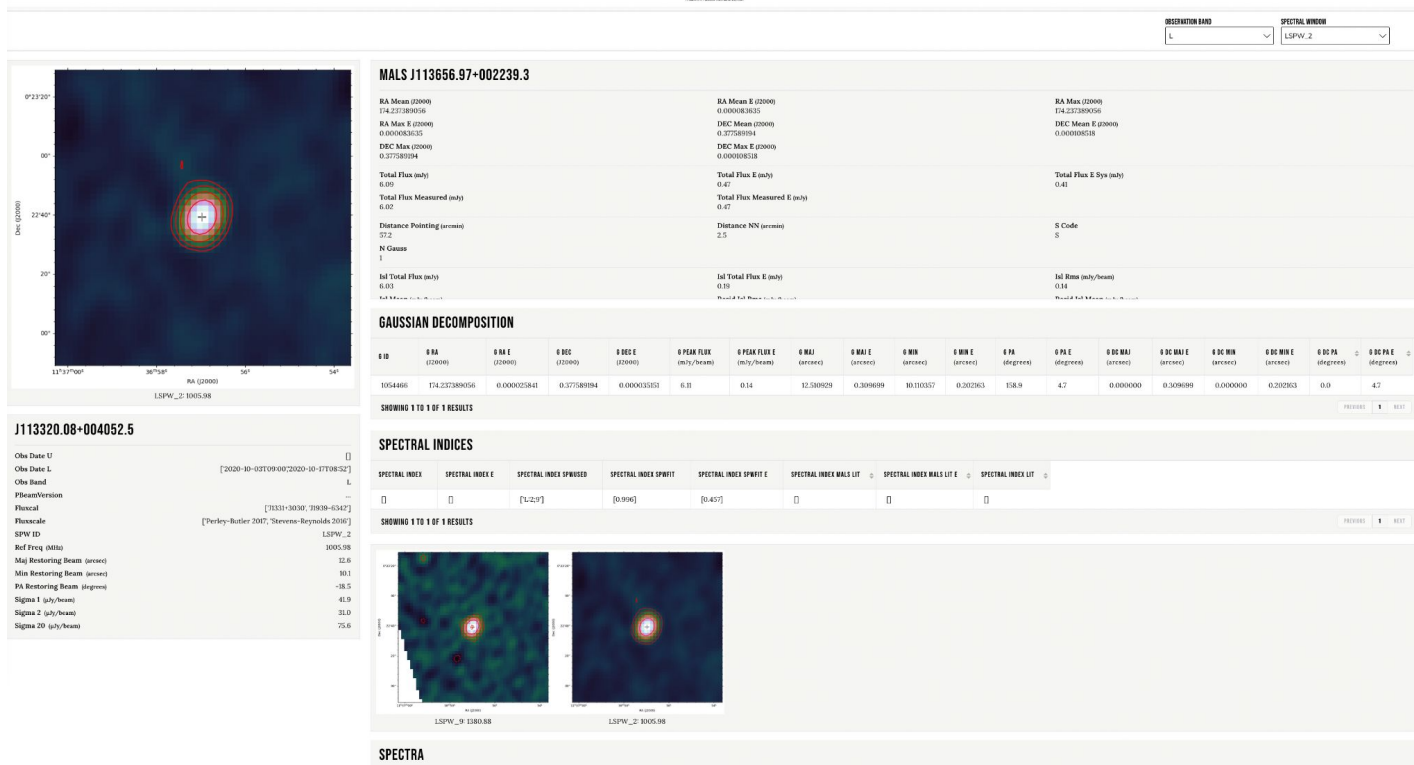 OBSERVATION BAND
SPECTRAL WINDOW
L
LSPW_2
0°23'20"
00"
22'40"
20"
00"
Dec (J2000)
11ʰ37ᵐ00ˢ
36ᵐ58ˢ
56ˢ
54ˢ
RA (J2000)
LSPW_2: 1005.98
J113320.08+004052.5
Obs Date U []
Obs Date L ['2020-10-03T09:00','2020-10-17T08:52']
Obs Band L
PBeamVersion ...
Fluxcal ['J1331+3030', 'J1939-6342']
Fluxscale ['Perley-Butler 2017', 'Stevens-Reynolds 2016']
SPW ID LSPW_2
Ref Freq (MHz) 1005.98
Maj Restoring Beam (arcsec) 12.6
Min Restoring Beam (arcsec) 10.1
PA Restoring Beam (degrees) -18.5
Sigma 1 (μJy/beam) 41.9
Sigma 2 (μJy/beam) 31.0
Sigma 20 (μJy/beam) 75.6
MALS J113656.97+002239.3
RA Mean (J2000) RA Mean E (J2000) RA Max (J2000)
174.237389056 0.000083635 174.237389056
RA Max E (J2000) DEC Mean (J2000) DEC Mean E (J2000)
0.000083635 0.377589194 0.000108518
DEC Max (J2000) DEC Max E (J2000)
0.377589194 0.000108518
Total Flux (mJy) Total Flux E (mJy) Total Flux E Sys (mJy)
6.09 0.47 0.41
Total Flux Measured (mJy) Total Flux Measured E (mJy)
6.02 0.47
Distance Pointing (arcmin) Distance NN (arcmin) S Code
57.2 2.5 S
N Gauss
1
Isl Total Flux (mJy) Isl Total Flux E (mJy) Isl Rms (mJy/beam)
6.03 0.19 0.14
GAUSSIAN DECOMPOSITION
G ID G RA (J2000) G RA E (J2000) G DEC (J2000) G DEC E (J2000) G PEAK FLUX (mJy/beam) G PEAK FLUX E (mJy/beam) G MAJ (arcsec) G MAJ E (arcsec) G MIN (arcsec) G MIN E (arcsec) G PA (degrees) G PA E (degrees) G DC MAJ (arcsec) G DC MAJ E (arcsec) G DC MIN (arcsec) G DC MIN E (arcsec) G DC PA (degrees) G DC PA E (degrees)
1054466 174.237389056 0.000025841 0.377589194 0.000035151 6.11 0.14 12.510929 0.309699 10.110357 0.202163 158.9 4.7 0.000000 0.309699 0.000000 0.202163 0.0 4.7
SHOWING 1 TO 1 OF 1 RESULTS
PREVIOUS 1 NEXT
SPECTRAL INDICES
SPECTRAL INDEX SPECTRAL INDEX E SPECTRAL INDEX SPWUSED SPECTRAL INDEX SPWFIT SPECTRAL INDEX SPWFIT E SPECTRAL INDEX MALS LIT SPECTRAL INDEX MALS LIT E SPECTRAL INDEX LIT
[] [] ['L:2;9'] [0.996] [0.457] [] [] []
SHOWING 1 TO 1 OF 1 RESULTS
PREVIOUS 1 NEXT
LSPW_9: 1380.88
LSPW_2: 1005.98
SPECTRA